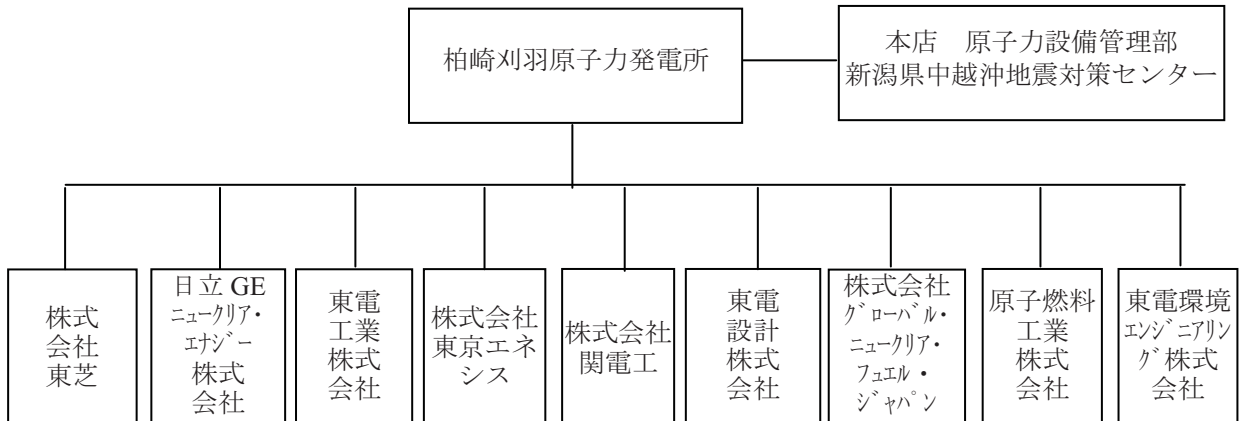 柏崎刈羽原子力発電所
本店　原子力設備管理部
新潟県中越沖地震対策センター
株式
会社
東芝
日立 GE
ニュークリア・
エナジー
株式
会社
東電
工業
株式
会社
株式会社
東京エネ
シス
株式会社
関電工
東電
設計
株式
会社
株式会社
グローバル・
ニュークリア・
フュエル・
ジャパン
原子燃料
工業
株式
会社
東電環境
エンジニアリン
グ株式
会社